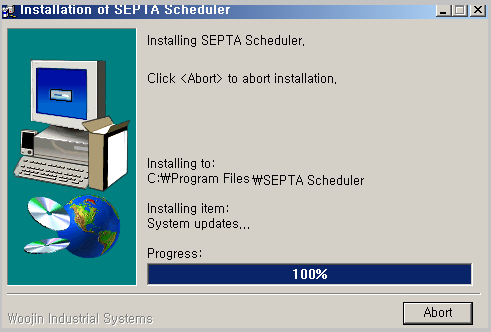 Installation of SEPTA Scheduler
Installing SEPTA Scheduler,
Click <Abort> to abort installation,
Installing to:
C:₩Program Files ₩SEPTA Scheduler
Installing item:
System updates,,,
Progress:
100%
Woojin Industrial Systems
Abort